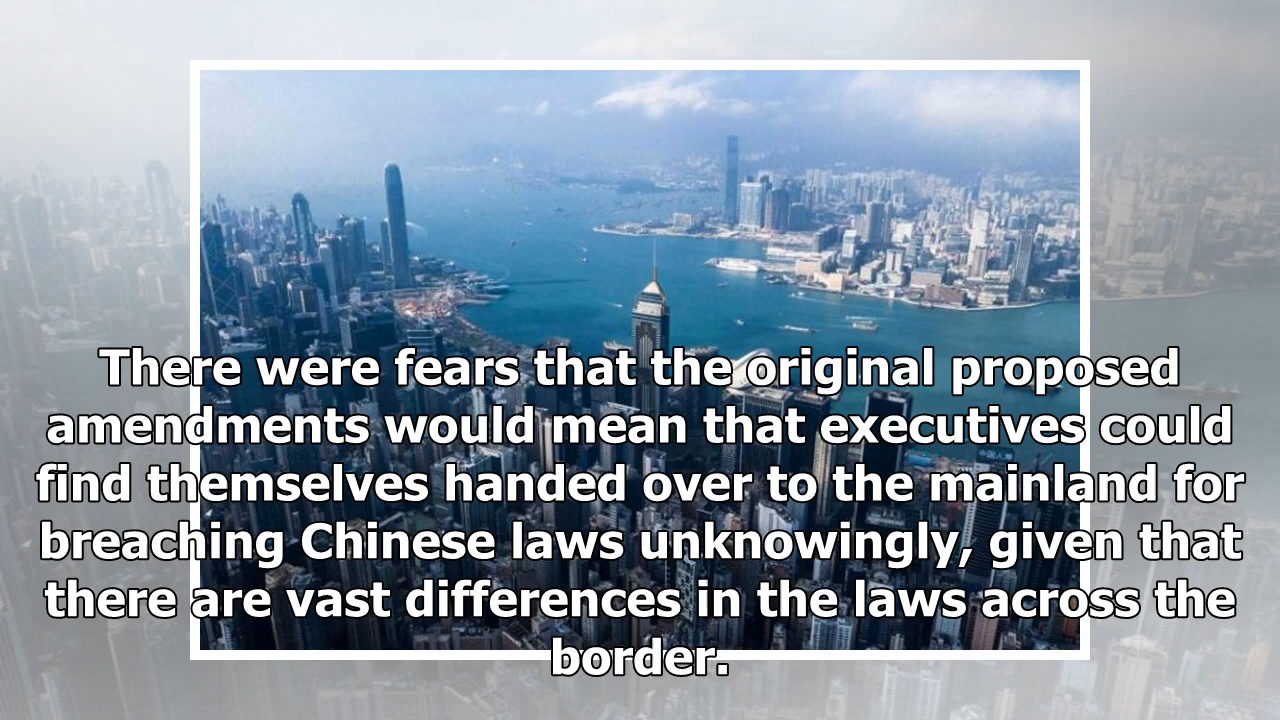 There were fears that the original proposed
amendments would mean that executives could
find themselves handed over to the mainland for
breaching Chinese laws unknowingly, given that
there are vast differences in the laws across the
border.